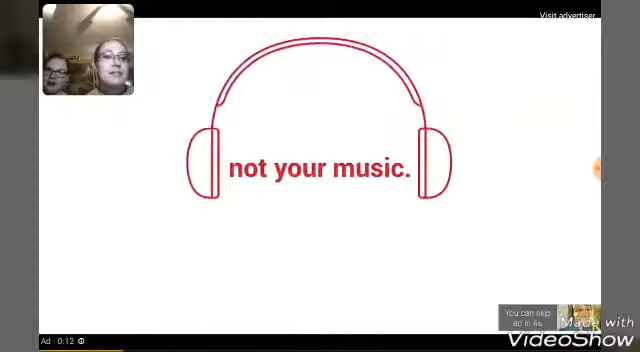 Visit advertiser
not your music.
You can skip
ad in 4s
Made with
VideoShow
Ad · 0:12